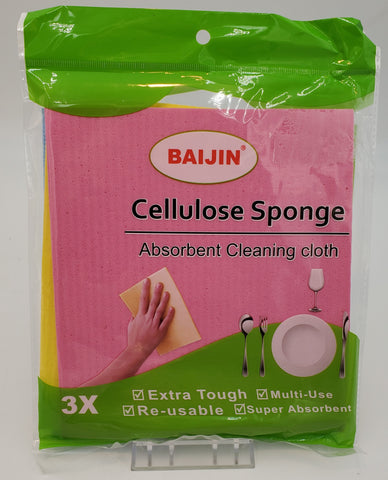 BAIJIN®
Cellulose Sponge
Absorbent Cleaning cloth
3X
☑ Extra Tough ☑ Multi-Use
☑ Re-usable ☑ Super Absorbent